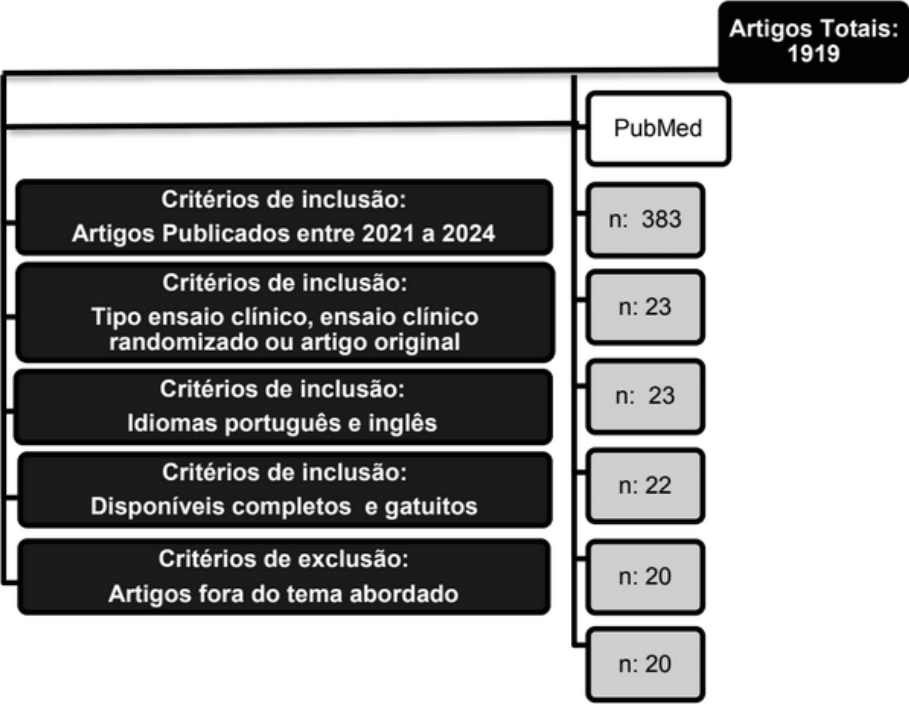 Artigos Totais:
1919
PubMed
Critérios de inclusão:
Artigos Publicados entre 2021 a 2024
n: 383
Critérios de inclusão:
Tipo ensaio clínico, ensaio clínico
randomizado ou artigo original
n: 23
Critérios de inclusão:
Idiomas português e inglês
n: 23
Critérios de inclusão:
Disponíveis completos e gatuitos
n: 22
Critérios de exclusão:
Artigos fora do tema abordado
n: 20
n: 20